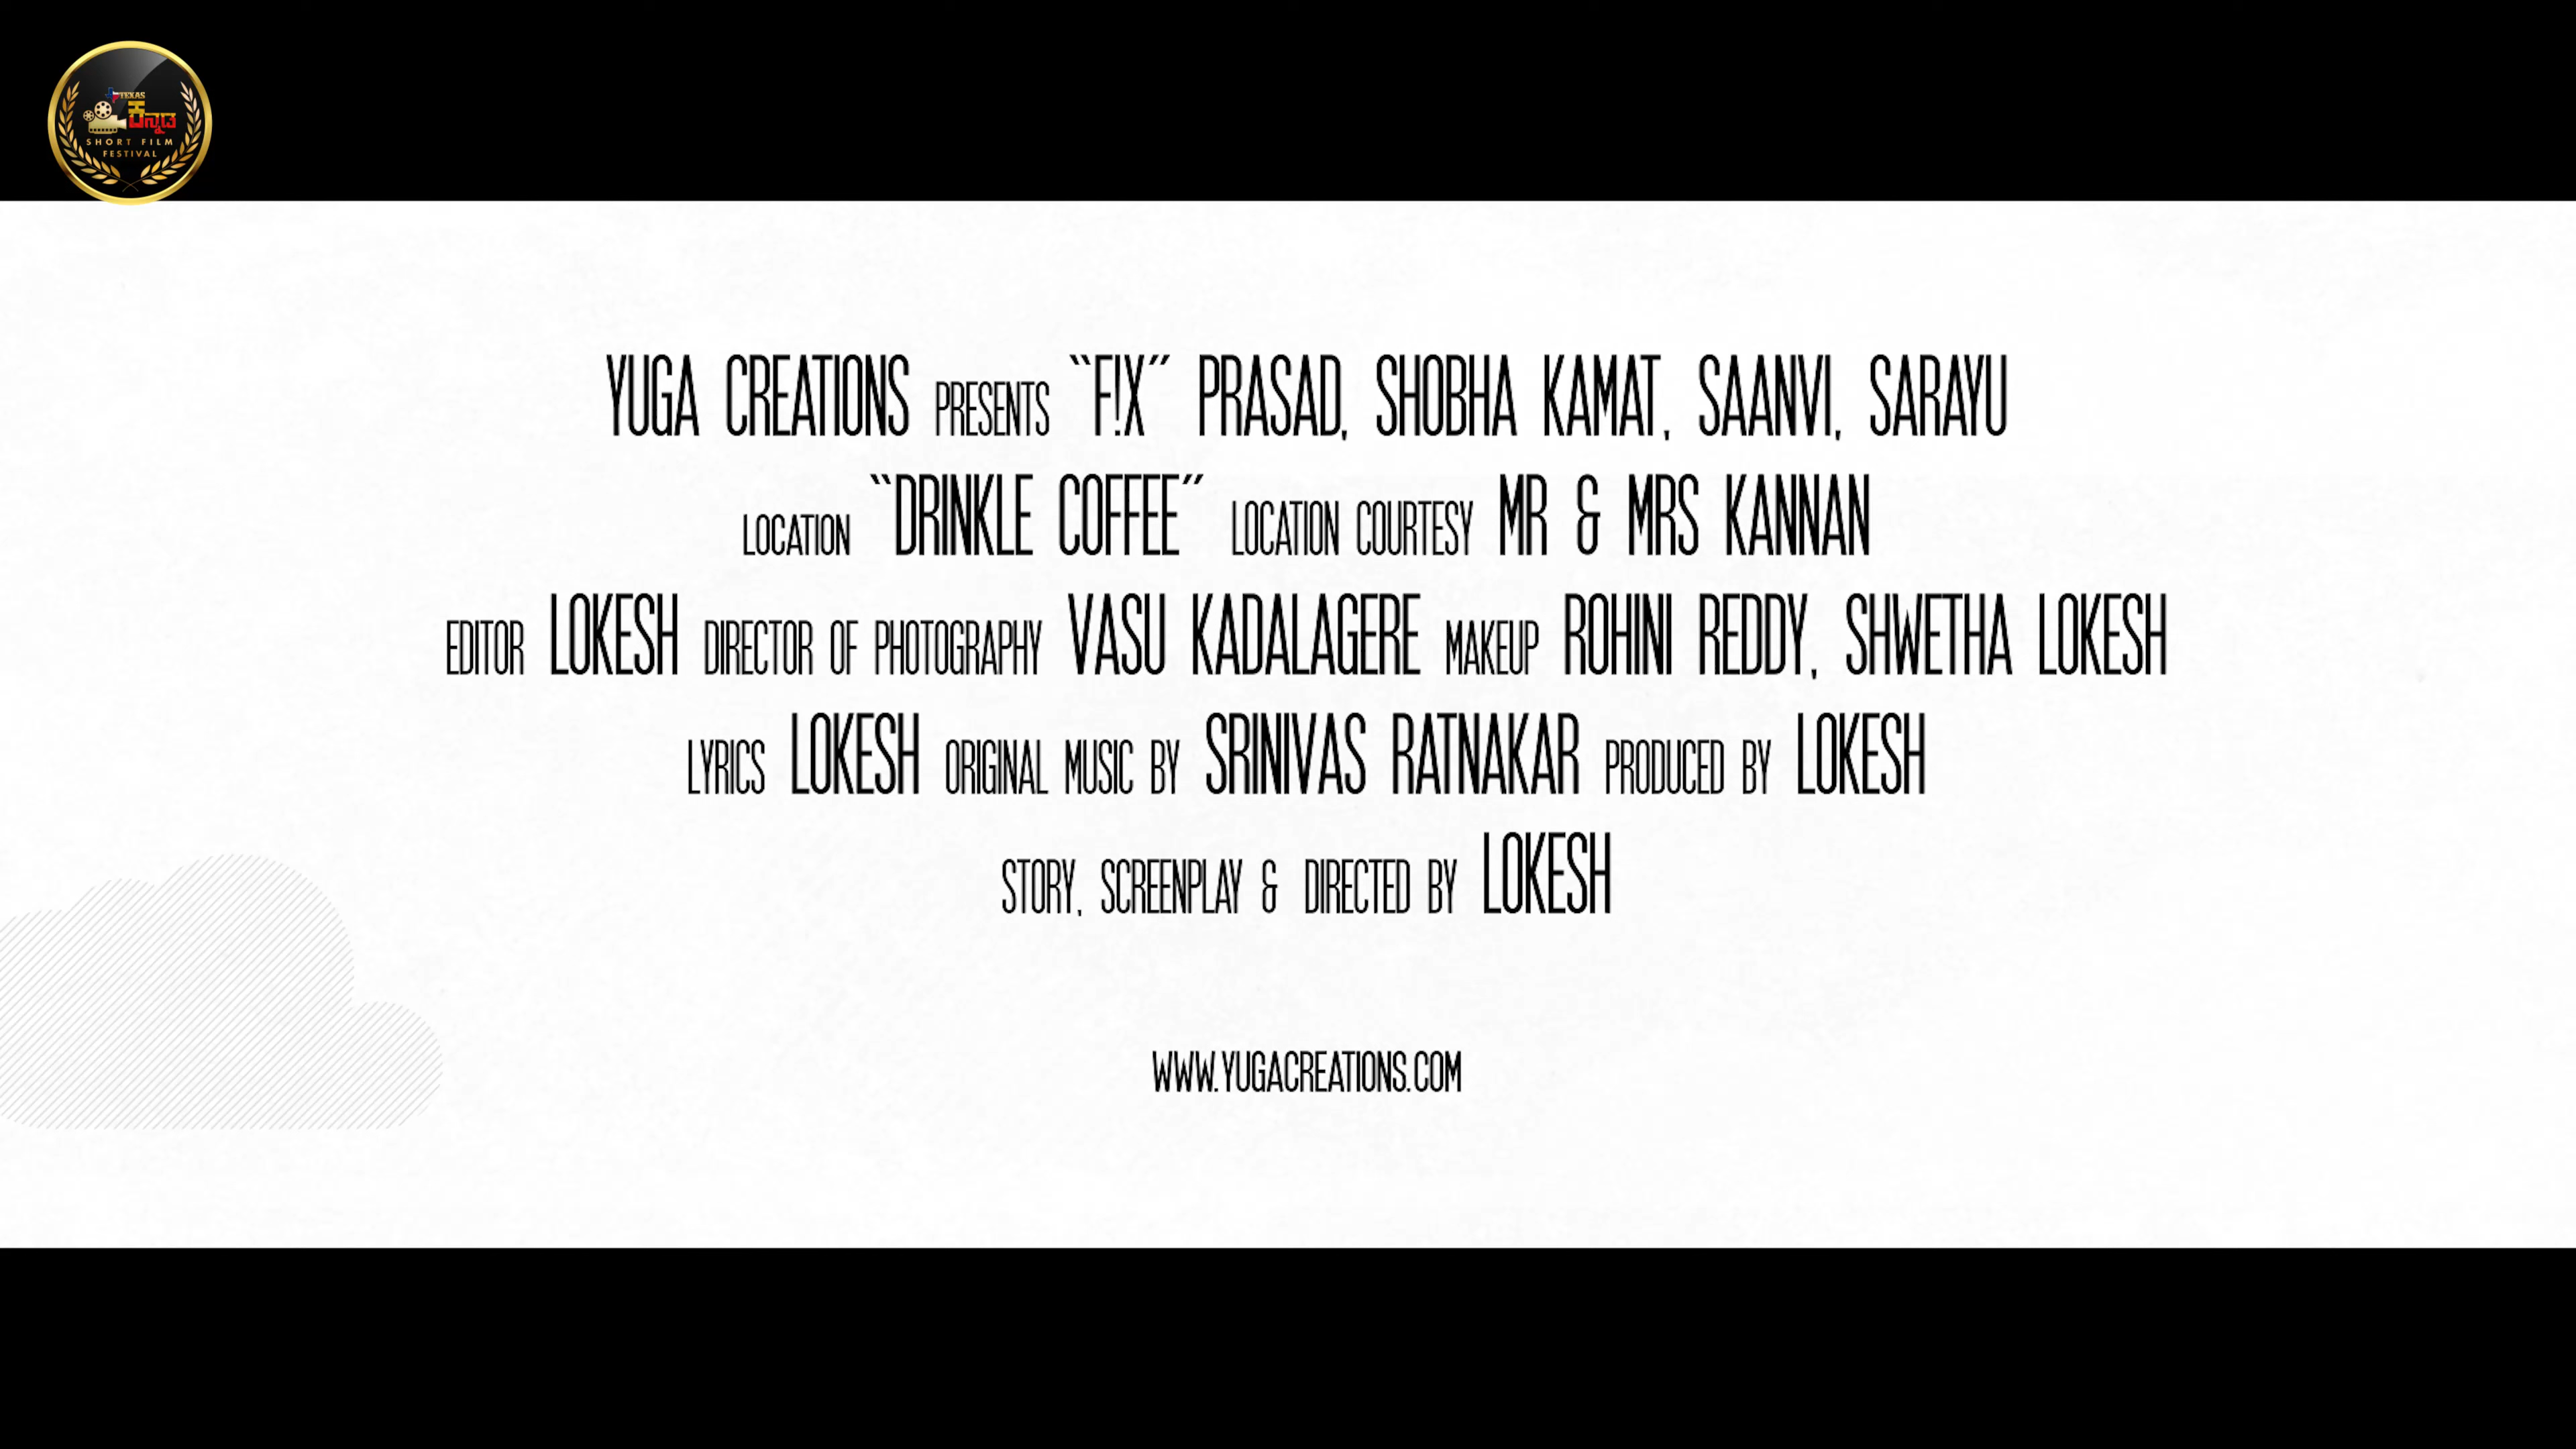 TEXAS
ಕನ್ನಡ
SHORT FILM
FESTIVAL
YUGA CREATIONS PRESENTS "F!X" PRASAD, SHOBHA KAMAT, SAANVI, SARAYU
LOCATION "DRINKLE COFFEE" LOCATION COURTESY MR & MRS KANNAN
EDITOR LOKESH DIRECTOR OF PHOTOGRAPHY VASU KADALAGERE MAKEUP ROHINI REDDY, SHWETHA LOKESH
LYRICS LOKESH ORIGINAL MUSIC BY SRINIVAS RATNAKAR PRODUCED BY LOKESH
STORY, SCREENPLAY & DIRECTED BY LOKESH
WWW.YUGACREATIONS.COM